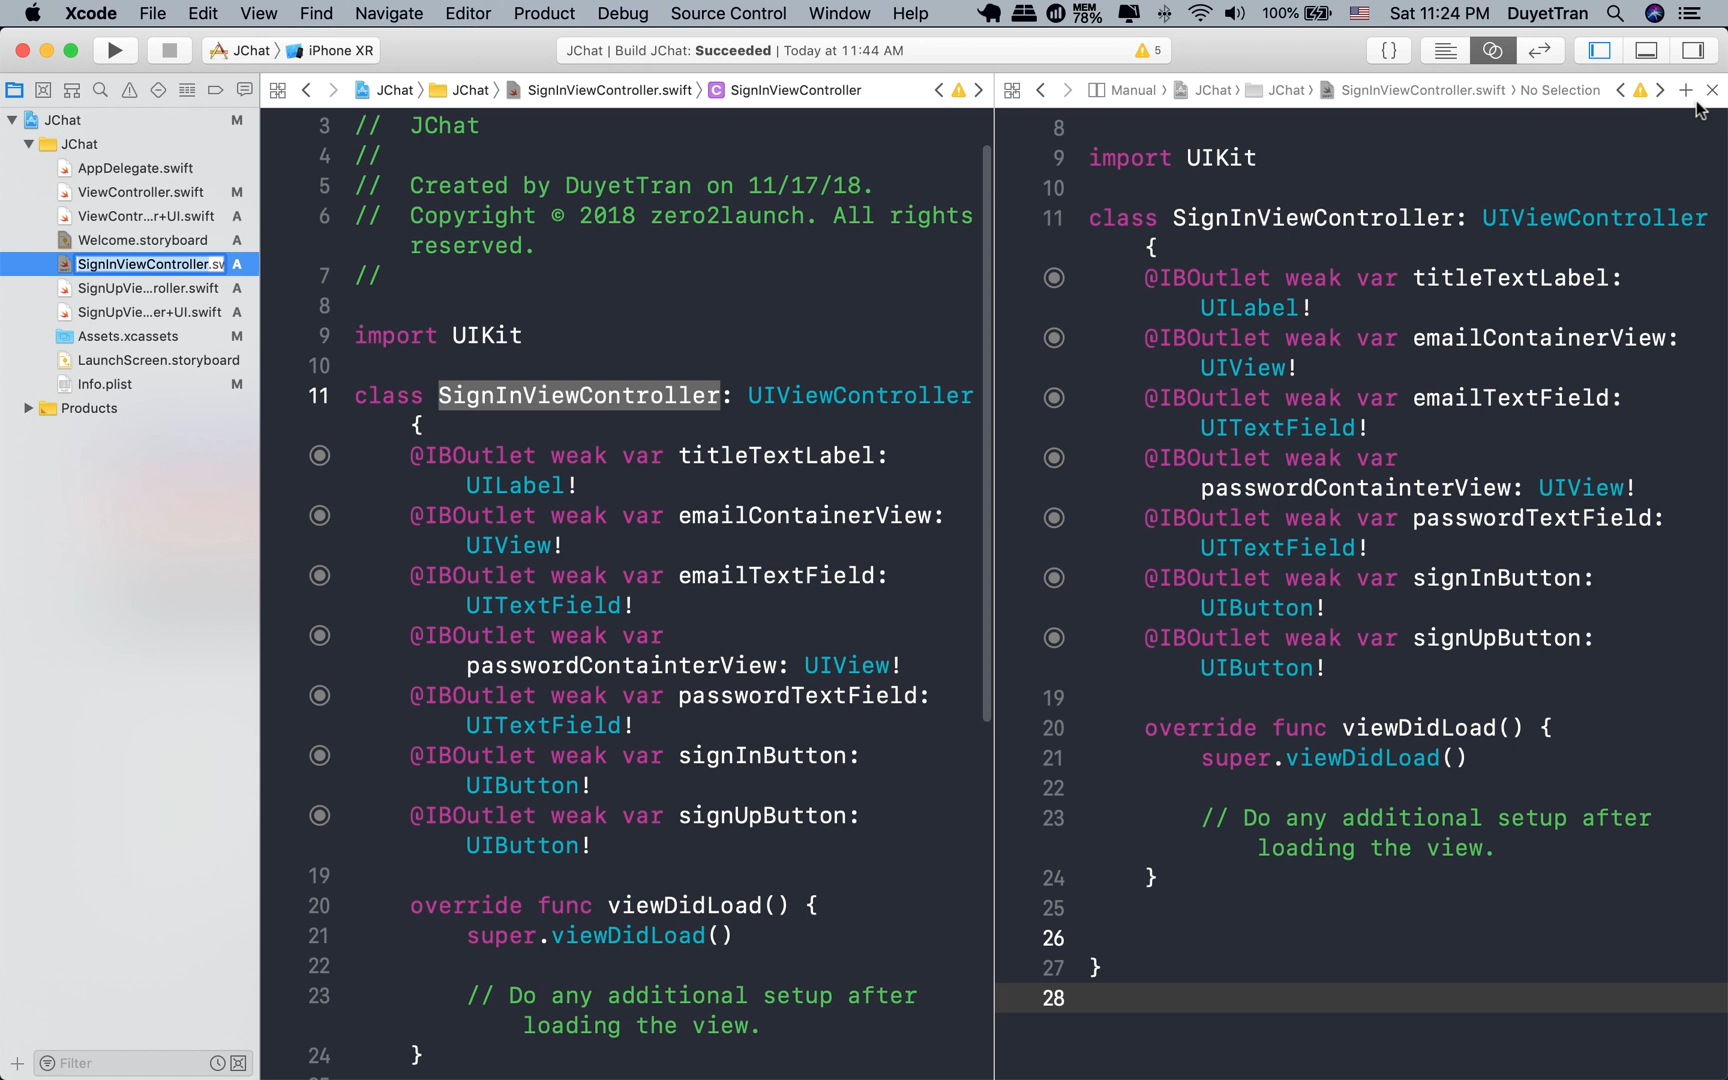 Xcode File Edit View Find Navigate Editor Product Debug Source Control Window Help MEM 78% 100% Sat 11:24 PM DuyetTran
JChat iPhone XR JChat | Build JChat: Succeeded | Today at 11:44 AM 5 {}
JChat JChat SignInViewController.swift C SignInViewController
Manual JChat JChat SignInViewController.swift No Selection
JChat M
JChat
AppDelegate.swift
ViewController.swift M
ViewContr...r+UI.swift A
Welcome.storyboard A
SignInViewController.sw A
SignUpVie...roller.swift A
SignUpVie...er+UI.swift A
Assets.xcassets M
LaunchScreen.storyboard
Info.plist M
Products
Filter
3 // JChat
4 //
5 // Created by DuyetTran on 11/17/18.
6 // Copyright © 2018 zero2launch. All rights
reserved.
7 //
8
9 import UIKit
10
11 class SignInViewController: UIViewController
{
@IBOutlet weak var titleTextLabel:
UILabel!
@IBOutlet weak var emailContainerView:
UIView!
@IBOutlet weak var emailTextField:
UITextField!
@IBOutlet weak var
passwordContainterView: UIView!
@IBOutlet weak var passwordTextField:
UITextField!
@IBOutlet weak var signInButton:
UIButton!
@IBOutlet weak var signUpButton:
UIButton!
19
20 override func viewDidLoad() {
21 super.viewDidLoad()
22
23 // Do any additional setup after
loading the view.
24 }
8
9 import UIKit
10
11 class SignInViewController: UIViewController
{
@IBOutlet weak var titleTextLabel:
UILabel!
@IBOutlet weak var emailContainerView:
UIView!
@IBOutlet weak var emailTextField:
UITextField!
@IBOutlet weak var
passwordContainterView: UIView!
@IBOutlet weak var passwordTextField:
UITextField!
@IBOutlet weak var signInButton:
UIButton!
@IBOutlet weak var signUpButton:
UIButton!
19
20 override func viewDidLoad() {
21 super.viewDidLoad()
22
23 // Do any additional setup after
loading the view.
24 }
25
26
27 }
28